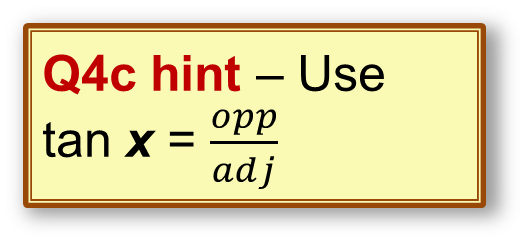 Q4c hint – Use
tan x = opp/adj